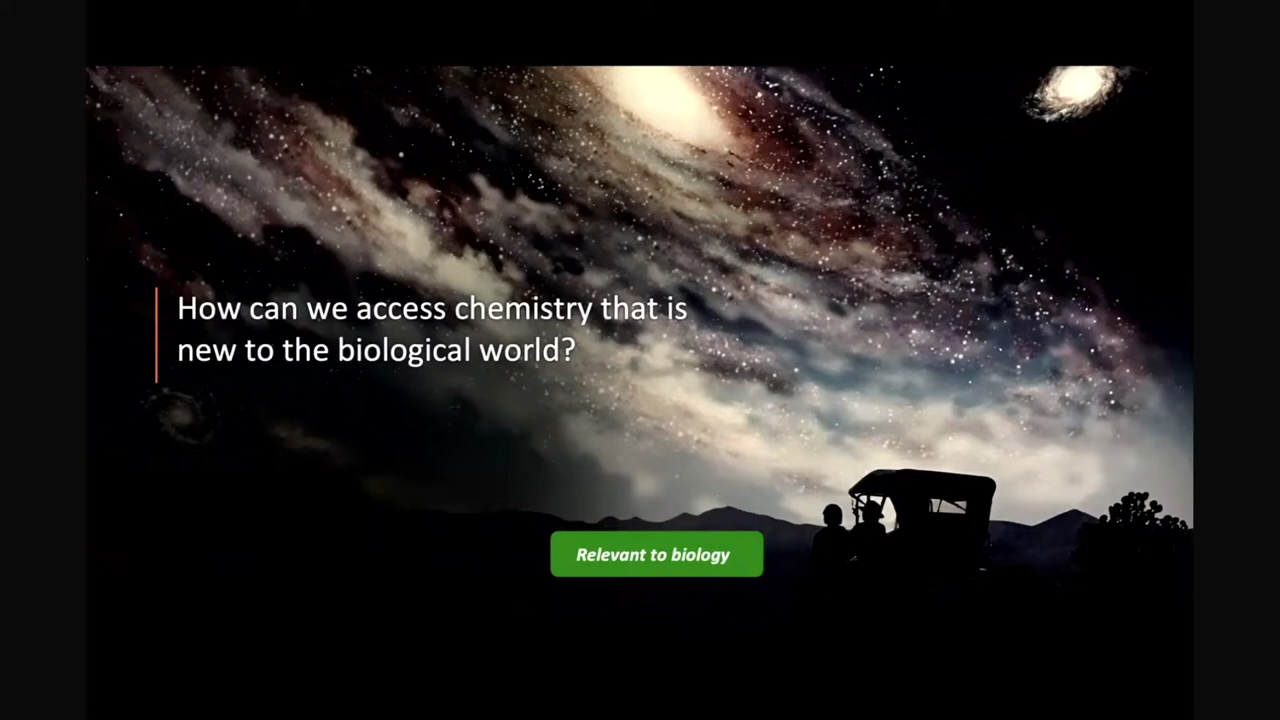 How can we access chemistry that is
new to the biological world?
Relevant to biology